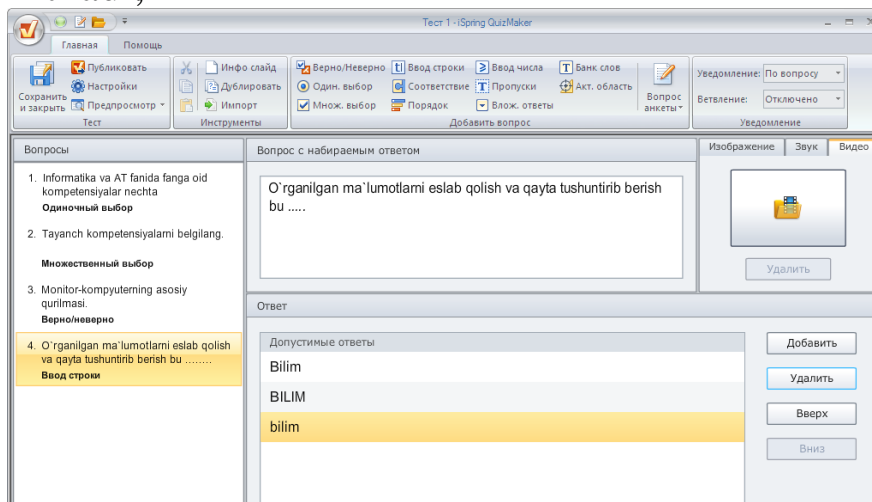 Тест 1 - iSpring QuizMaker
Главная Помощь
Сохранить и закрыть
Публиковать
Настройки
Предпросмотр
Тест
Инфо слайд
Дублировать
Импорт
Инструменты
Верно/Неверно Ввод строки Ввод числа Банк слов
Один. выбор Соответствие Пропуски Акт. область
Множ. выбор Порядок Влож. ответы
Вопрос анкеты
Добавить вопрос
Уведомление: По вопросу
Ветвление: Отключено
Уведомление
Вопросы
1. Informatika va AT fanida fanga oid
kompetensiyalar nechta
Одиночный выбор
2. Tayanch kompetensiyalarni belgilang.
Множественный выбор
3. Monitor-kompyuterning asosiy
qurilmasi.
Верно/неверно
4. O`rganilgan ma`lumotlarni eslab qolish
va qayta tushuntirib berish bu ........
Ввод строки
Вопрос с набираемым ответом
O`rganilgan ma`lumotlarni eslab qolish va qayta tushuntirib berish
bu .....
Изображение Звук Видео
Удалить
Ответ
Допустимые ответы
Bilim
BILIM
bilim
Добавить
Удалить
Вверх
Вниз